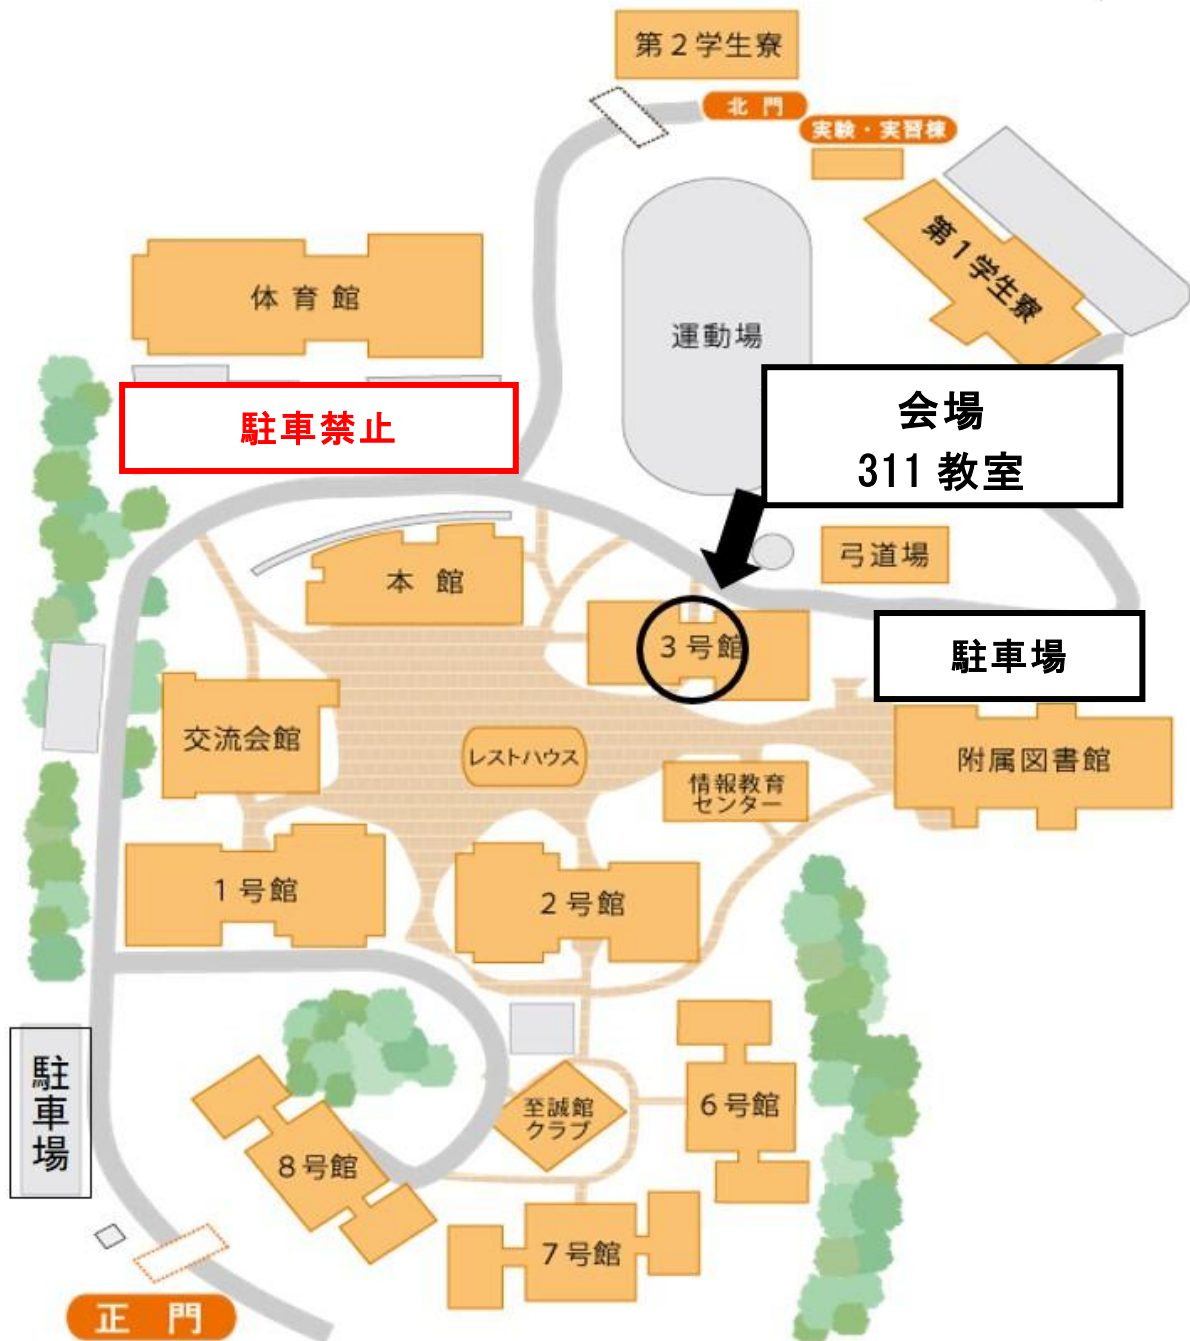 第２学生寮
北 門
実験・実習棟
第１学生寮
体 育 館
運動場
駐車禁止
会場
311 教室
弓道場
本 館
３号館
駐車場
交流会館
レストハウス
情報教育
センター
附属図書館
１号館
２号館
駐車場
至誠館
クラブ
６号館
８号館
７号館
正 門